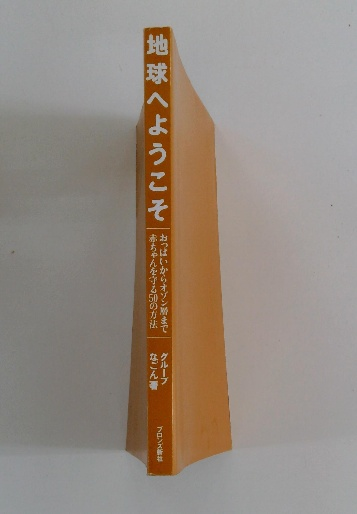 地球へようこそ
おっぱいからオゾン層まで
赤ちゃんを守る50の方法
グループ
なごん著
ブロンズ新社